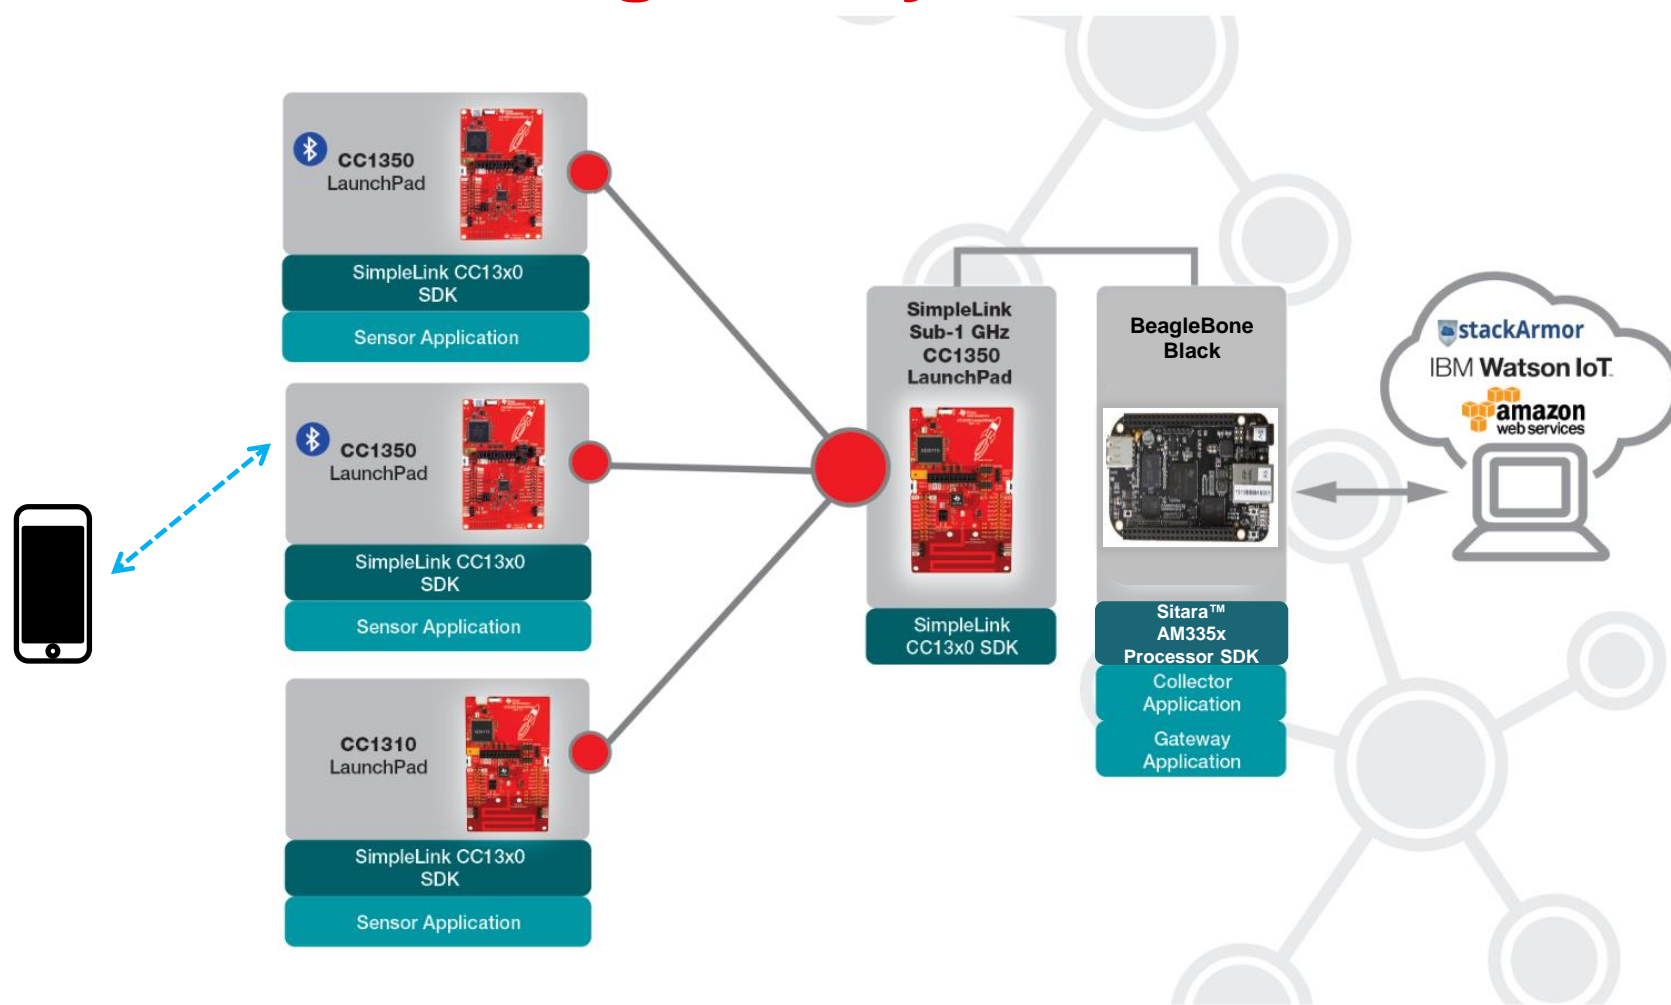 CC1350
LaunchPad
SimpleLink CC13x0
SDK
Sensor Application
CC1350
LaunchPad
SimpleLink CC13x0
SDK
Sensor Application
CC1310
LaunchPad
SimpleLink CC13x0
SDK
Sensor Application
SimpleLink
Sub-1 GHz
CC1350
LaunchPad
SimpleLink
CC13x0 SDK
BeagleBone
Black
Sitara™
AM335x
Processor SDK
Collector
Application
Gateway
Application
stackArmor
IBM Watson IoT
amazon
web services